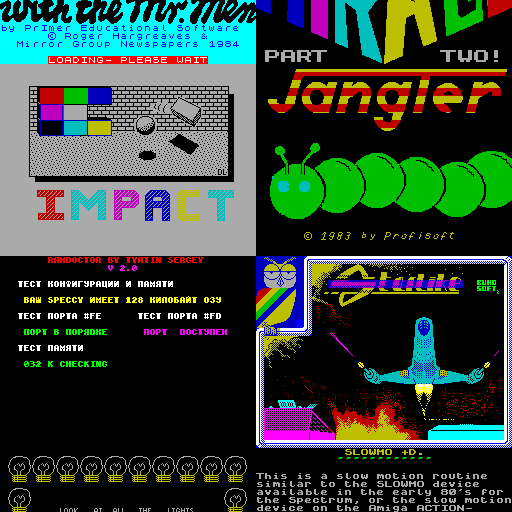 with the Mr. Men
by PrImer Educational Software
© Roger Hargreaves &
Mirror Group Newspapers 1984
LOADING- PLEASE WAIT
DB
IMPACT
PART TWO!
Jangler
© 1983 by Profisoft
RAMDOCTOR BY TYATIN SERGEY
V 2.0
ТЕСТ КОНФИГУРАЦИИ И ПАМЯТИ
ВАШ SPECCY ИМЕЕТ 128 КИЛОБАЙТ ОЗУ
ТЕСТ ПОРТА #FE ТЕСТ ПОРТА #FD
ПОРТ В ПОРЯДКЕ ПОРТ ДОСТУПЕН
ТЕСТ ПАМЯТИ
032 K CHECKING
LOOK AT ALL THE LIGHTS
EURO
SOFT
SLOWMO +D.
This is a slow motion routine
similar to the SLOWMO device
available in the early 80's for
the Spectrum, or the slow motion
device on the Amiga ACTION-